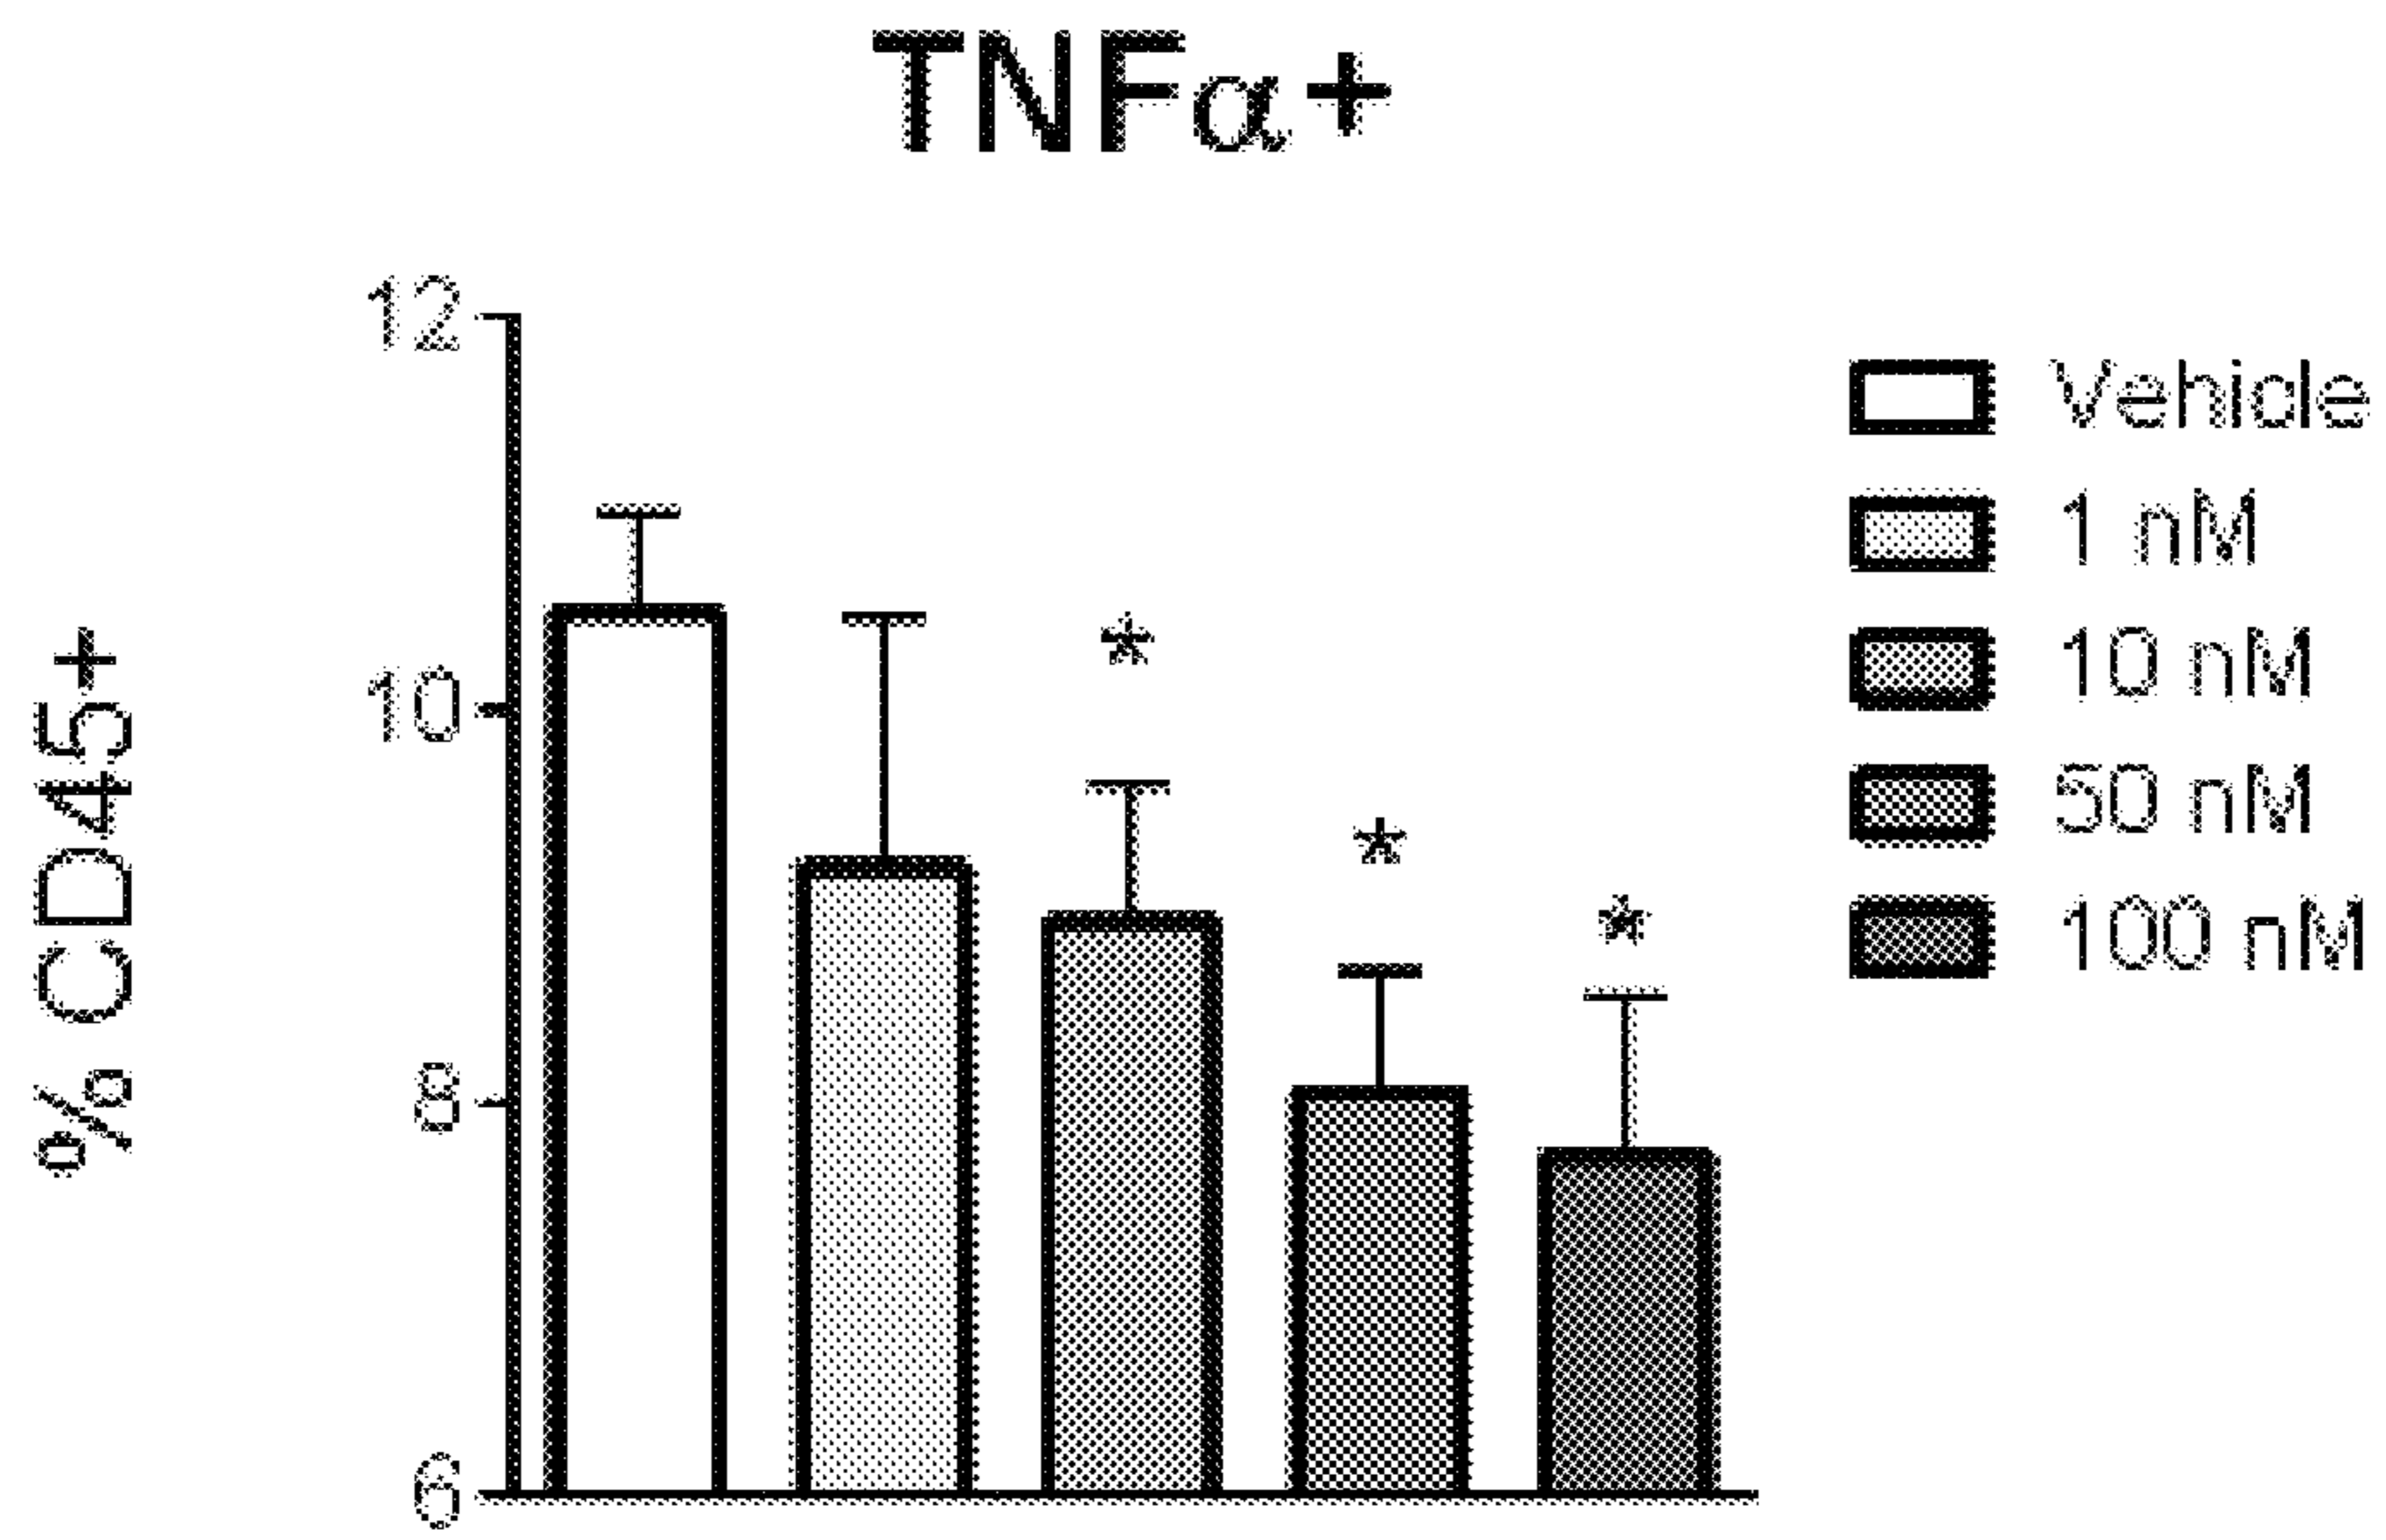 TNFα+
% CD45+
12
10
8
6
*
*
*
Vehicle
1 nM
10 nM
50 nM
100 nM